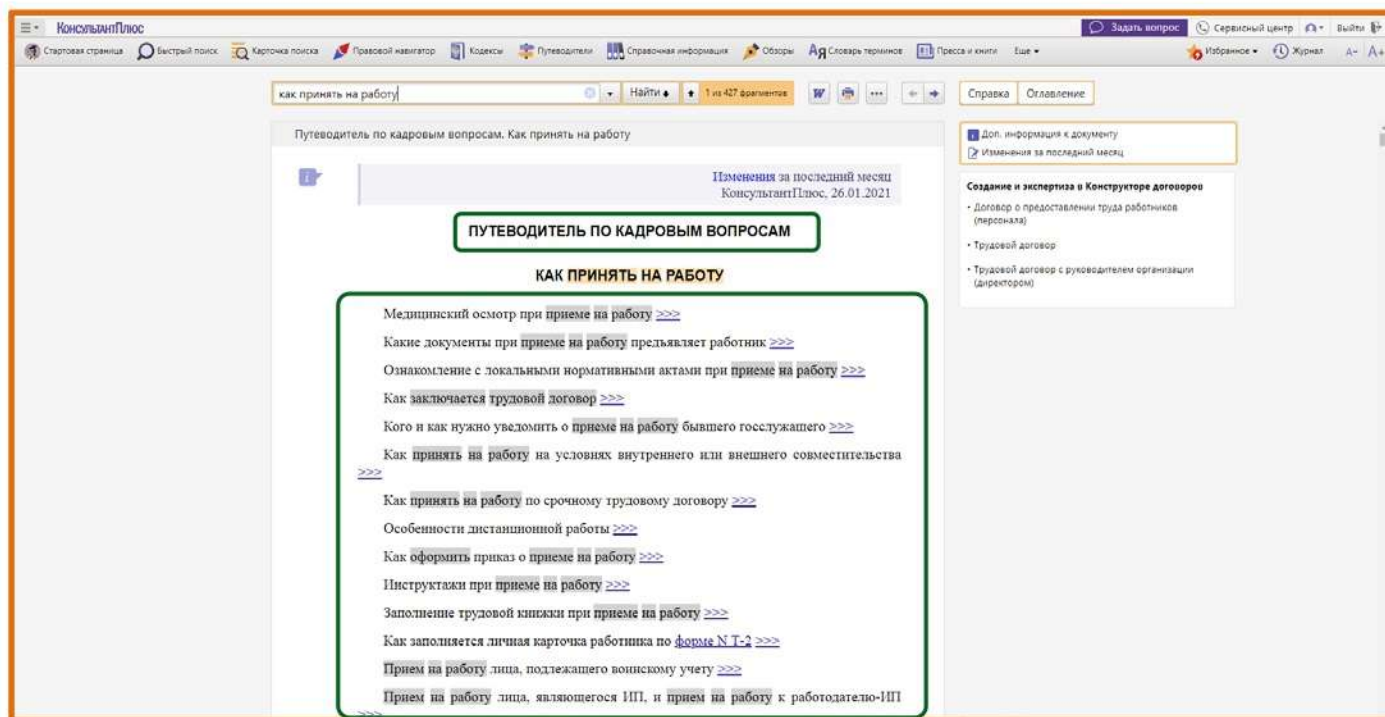 КонсультантПлюс
Задать вопрос Сервисный центр Выйти
Стартовая страница Быстрый поиск Карточка поиска Правовой навигатор Кодексы Путеводители Справочная информация Обзоры Словарь терминов Пресса и книги Еще Избранное Журнал А- А+
как принять на работу Найти 1 из 427 фрагментов W ... Справка Оглавление
Путеводитель по кадровым вопросам. Как принять на работу
i Доп. информация к документу
Изменения за последний месяц
i Изменения за последний месяц
КонсультантПлюс, 26.01.2021
Создание и экспертиза в Конструкторе договоров
• Договор о предоставлении труда работников
(персонала)
• Трудовой договор
• Трудовой договор с руководителем организации
(директором)
ПУТЕВОДИТЕЛЬ ПО КАДРОВЫМ ВОПРОСАМ
КАК ПРИНЯТЬ НА РАБОТУ
Медицинский осмотр при приеме на работу >>>
Какие документы при приеме на работу предъявляет работник >>>
Ознакомление с локальными нормативными актами при приеме на работу >>>
Как заключается трудовой договор >>>
Кого и как нужно уведомить о приеме на работу бывшего госслужащего >>>
Как принять на работу на условиях внутреннего или внешнего совместительства
>>>
Как принять на работу по срочному трудовому договору >>>
Особенности дистанционной работы >>>
Как оформить приказ о приеме на работу >>>
Инструктажи при приеме на работу >>>
Заполнение трудовой книжки при приеме на работу >>>
Как заполняется личная карточка работника по форме N Т-2 >>>
Прием на работу лица, подлежащего воинскому учету >>>
Прием на работу лица, являющегося ИП, и прием на работу к работодателю-ИП
>>>